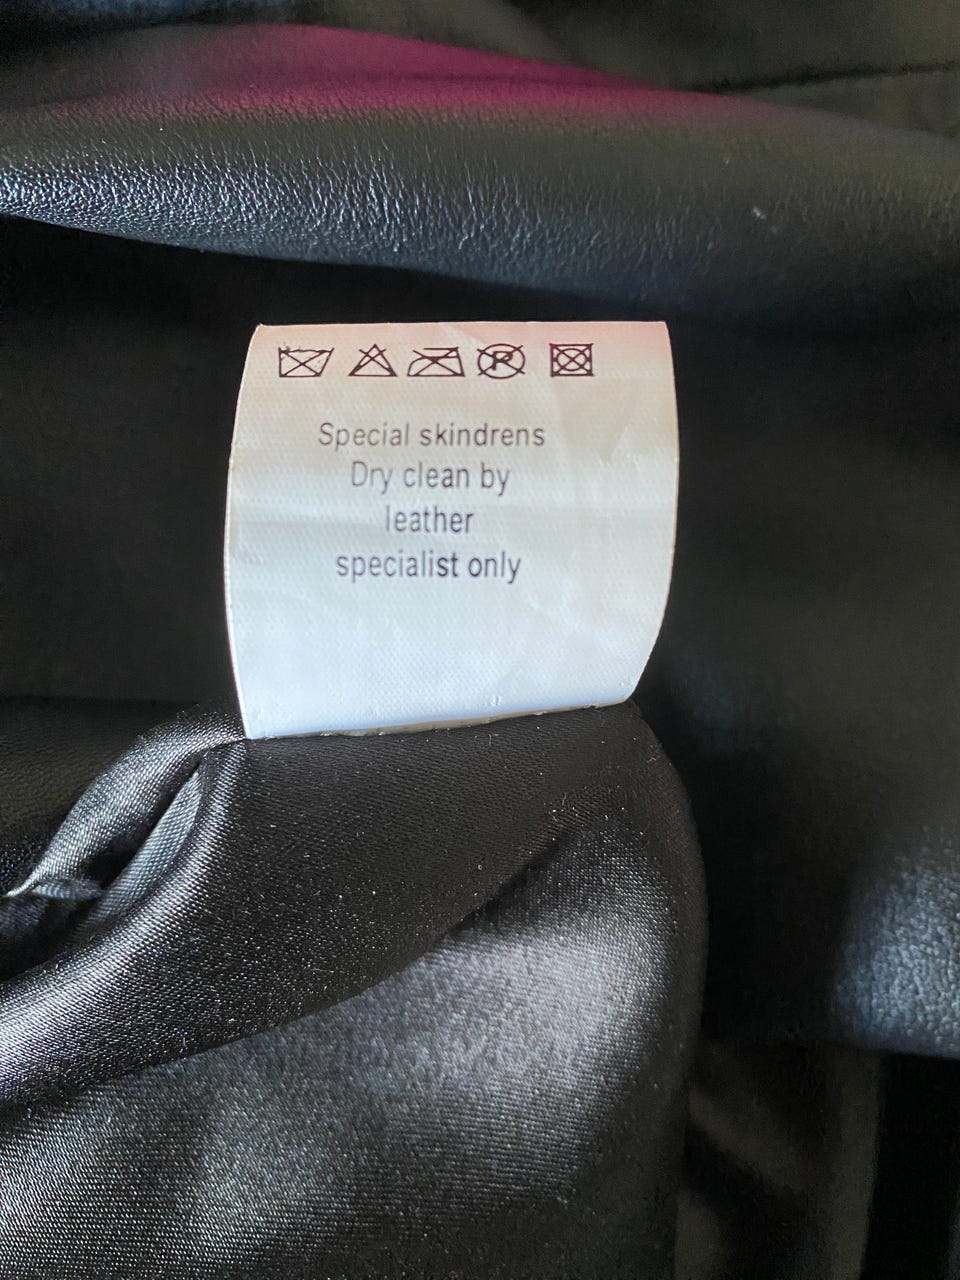 P
Special skindrens
Dry clean by
leather
specialist only